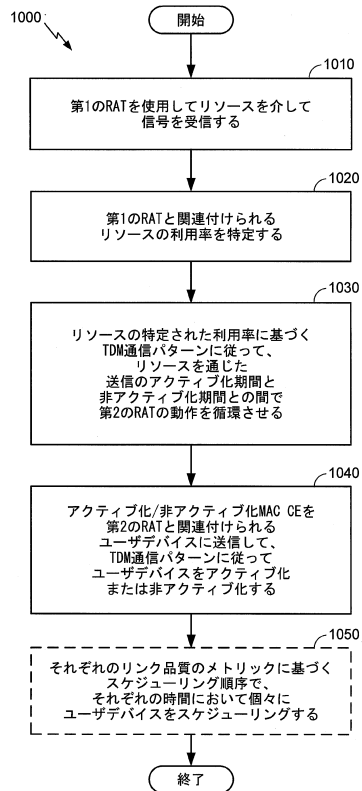 1000
開始
1010
第1のRATを使用してリソースを介して
信号を受信する
1020
第1のRATと関連付けられる
リソースの利用率を特定する
1030
リソースの特定された利用率に基づく
TDM通信パターンに従って、
リソースを通じた
送信のアクティブ化期間と
非アクティブ化期間との間で
第2のRATの動作を循環させる
1040
アクティブ化/非アクティブ化MAC CEを
第2のRATと関連付けられる
ユーザデバイスに送信して、
TDM通信パターンに従って
ユーザデバイスをアクティブ化
または非アクティブ化する
1050
それぞれのリンク品質のメトリックに基づく
スケジューリング順序で、
それぞれの時間において個々に
ユーザデバイスをスケジューリングする
終了